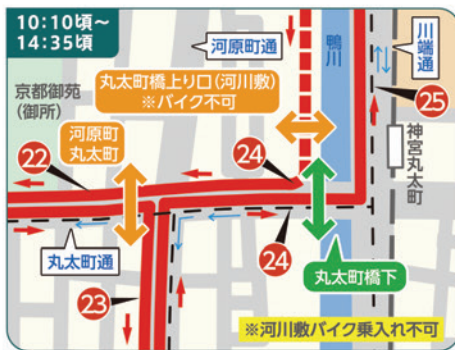 10:10頃～
14:35頃
河原町通
鴨川
川端通
丸太町橋上り口(河川敷)
※バイク不可
京都御苑
(御所)
河原町
丸太町
22
24
25
神宮丸太町
丸太町通
24
丸太町橋下
23
※河川敷バイク乗入れ不可